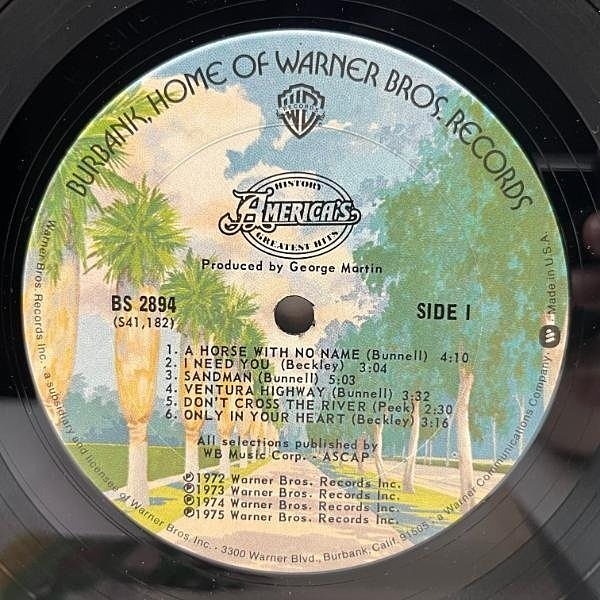 BURBANK, HOME OF WARNER BROS. RECORDS
WB
RECORDS
HISTORY
AMERICA'S
GREATEST HITS
Produced by George Martin
BS 2894
(S41,182)
SIDE 1
1. A HORSE WITH NO NAME (Bunnell) 4:10
2. I NEED YOU (Beckley) 3:04
3. SANDMAN (Bunnell) 5:03
4. VENTURA HIGHWAY (Bunnell) 3:32
5. DON'T CROSS THE RIVER (Peek) 2:30
6. ONLY IN YOUR HEART (Beckley) 3:16
All selections published by
WB Music Corp. - ASCAP
℗1972 Warner Bros. Records Inc.
℗1973 Warner Bros. Records Inc.
℗1974 Warner Bros. Records Inc.
℗1975 Warner Bros. Records Inc.
Warner Bros. Records Inc. · a subsidiary and licensee of Warner Bros. Inc. · 3300 Warner Blvd., Burbank, Calif. 91505 · a Warner Communications Company · Made in U.S.A.